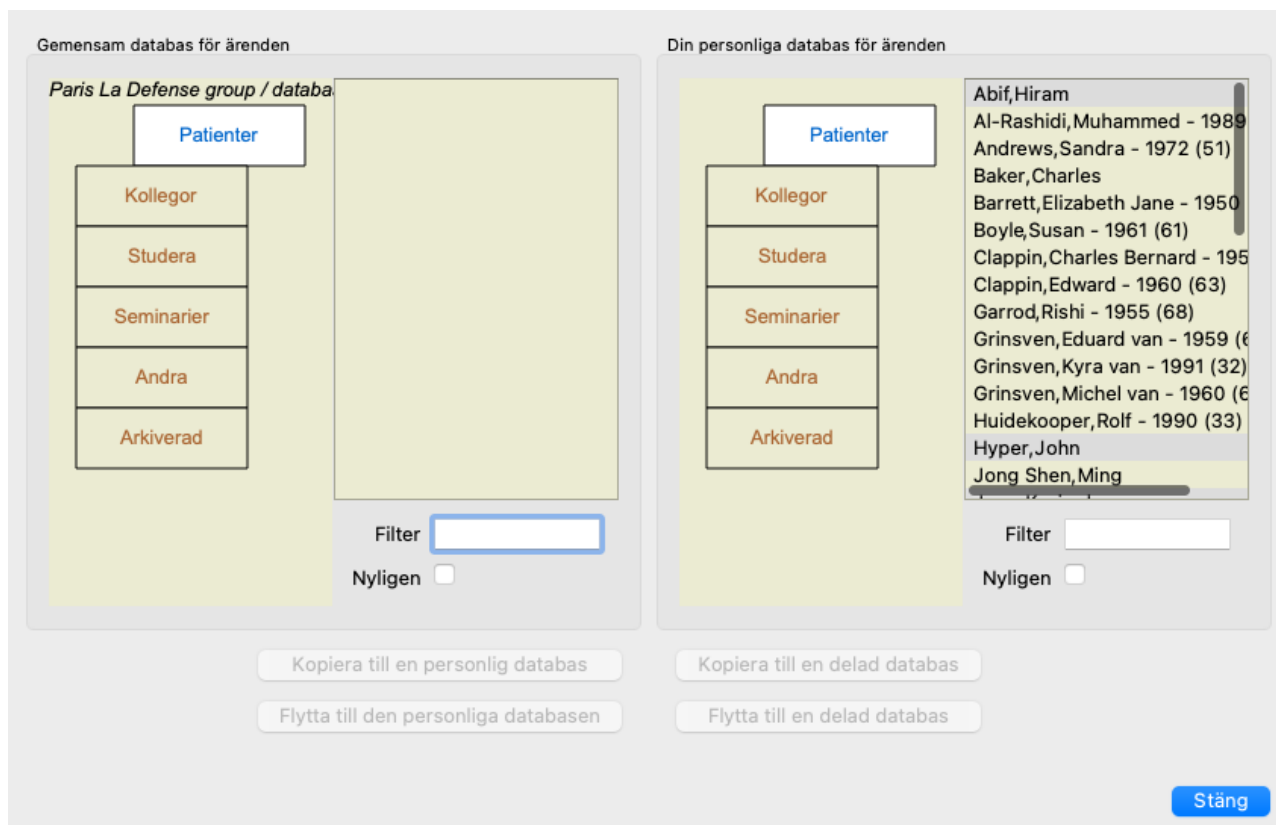 Gemensam databas för ärenden
Paris La Defense group / databa
Patienter
Kollegor
Studera
Seminarier
Andra
Arkiverad
Filter
Nyligen
Din personliga databas för ärenden
Patienter
Kollegor
Studera
Seminarier
Andra
Arkiverad
Abif,Hiram
Al-Rashidi,Muhammed - 1989
Andrews,Sandra - 1972 (51)
Baker,Charles
Barrett,Elizabeth Jane - 1950
Boyle,Susan - 1961 (61)
Clappin,Charles Bernard - 195
Clappin,Edward - 1960 (63)
Garrod,Rishi - 1955 (68)
Grinsven,Eduard van - 1959 (6
Grinsven,Kyra van - 1991 (32)
Grinsven,Michel van - 1960 (6
Huidekooper,Rolf - 1990 (33)
Hyper,John
Jong Shen,Ming
Filter
Nyligen
Kopiera till en personlig databas
Kopiera till en delad databas
Flytta till den personliga databasen
Flytta till en delad databas
Stäng